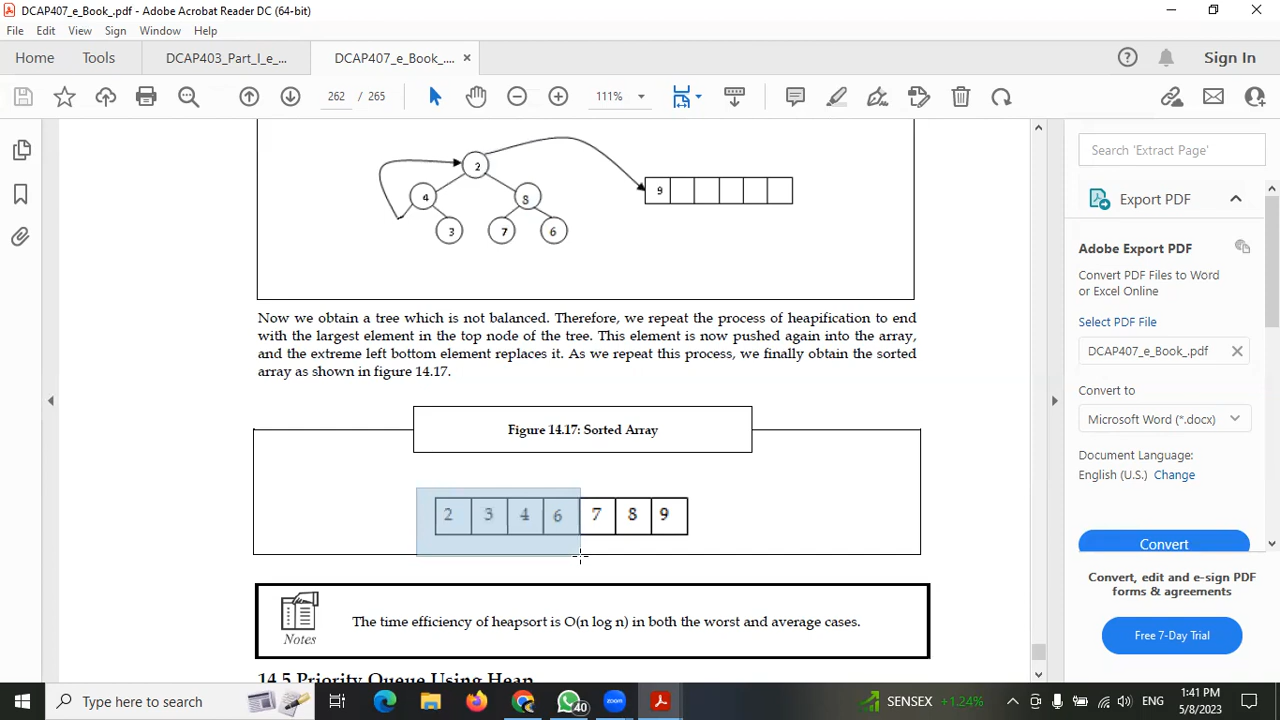 DCAP407_e_Book_.pdf - Adobe Acrobat Reader DC (64-bit)
File Edit View Sign Window Help
Home Tools DCAP403_Part_I_e_... DCAP407_e_Book_.... × Sign In
262 / 265 111%
2
9
4 8
3 7 6
Now we obtain a tree which is not balanced. Therefore, we repeat the process of heapification to end
with the largest element in the top node of the tree. This element is now pushed again into the array,
and the extreme left bottom element replaces it. As we repeat this process, we finally obtain the sorted
array as shown in figure 14.17.
Figure 14.17: Sorted Array
2 3 4 6 7 8 9
Notes
The time efficiency of heapsort is O(n log n) in both the worst and average cases.
14.5 Priority Queue Using Heap
Search 'Extract Page'
Export PDF
Adobe Export PDF
Convert PDF Files to Word
or Excel Online
Select PDF File
DCAP407_e_Book_.pdf
Convert to
Microsoft Word (*.docx)
Document Language:
English (U.S.) Change
Convert
Convert, edit and e-sign PDF
forms & agreements
Free 7-Day Trial
Type here to search
40
zoom
SENSEX +1.24%
ENG
1:41 PM
5/8/2023